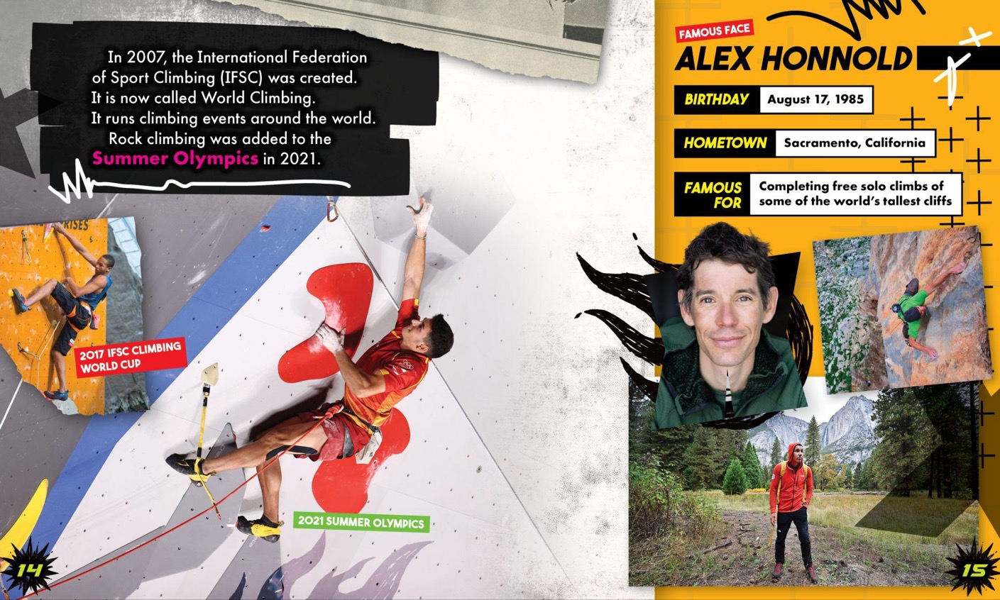 In 2007, the International Federation
of Sport Climbing (IFSC) was created.
It is now called World Climbing.
It runs climbing events around the world.
Rock climbing was added to the
Summer Olympics in 2021.
RISES
2017 IFSC CLIMBING
WORLD CUP
2021 SUMMER OLYMPICS
14
FAMOUS FACE
ALEX HONNOLD
BIRTHDAY August 17, 1985
HOMETOWN Sacramento, California
FAMOUS
FOR
Completing free solo climbs of
some of the world's tallest cliffs
15